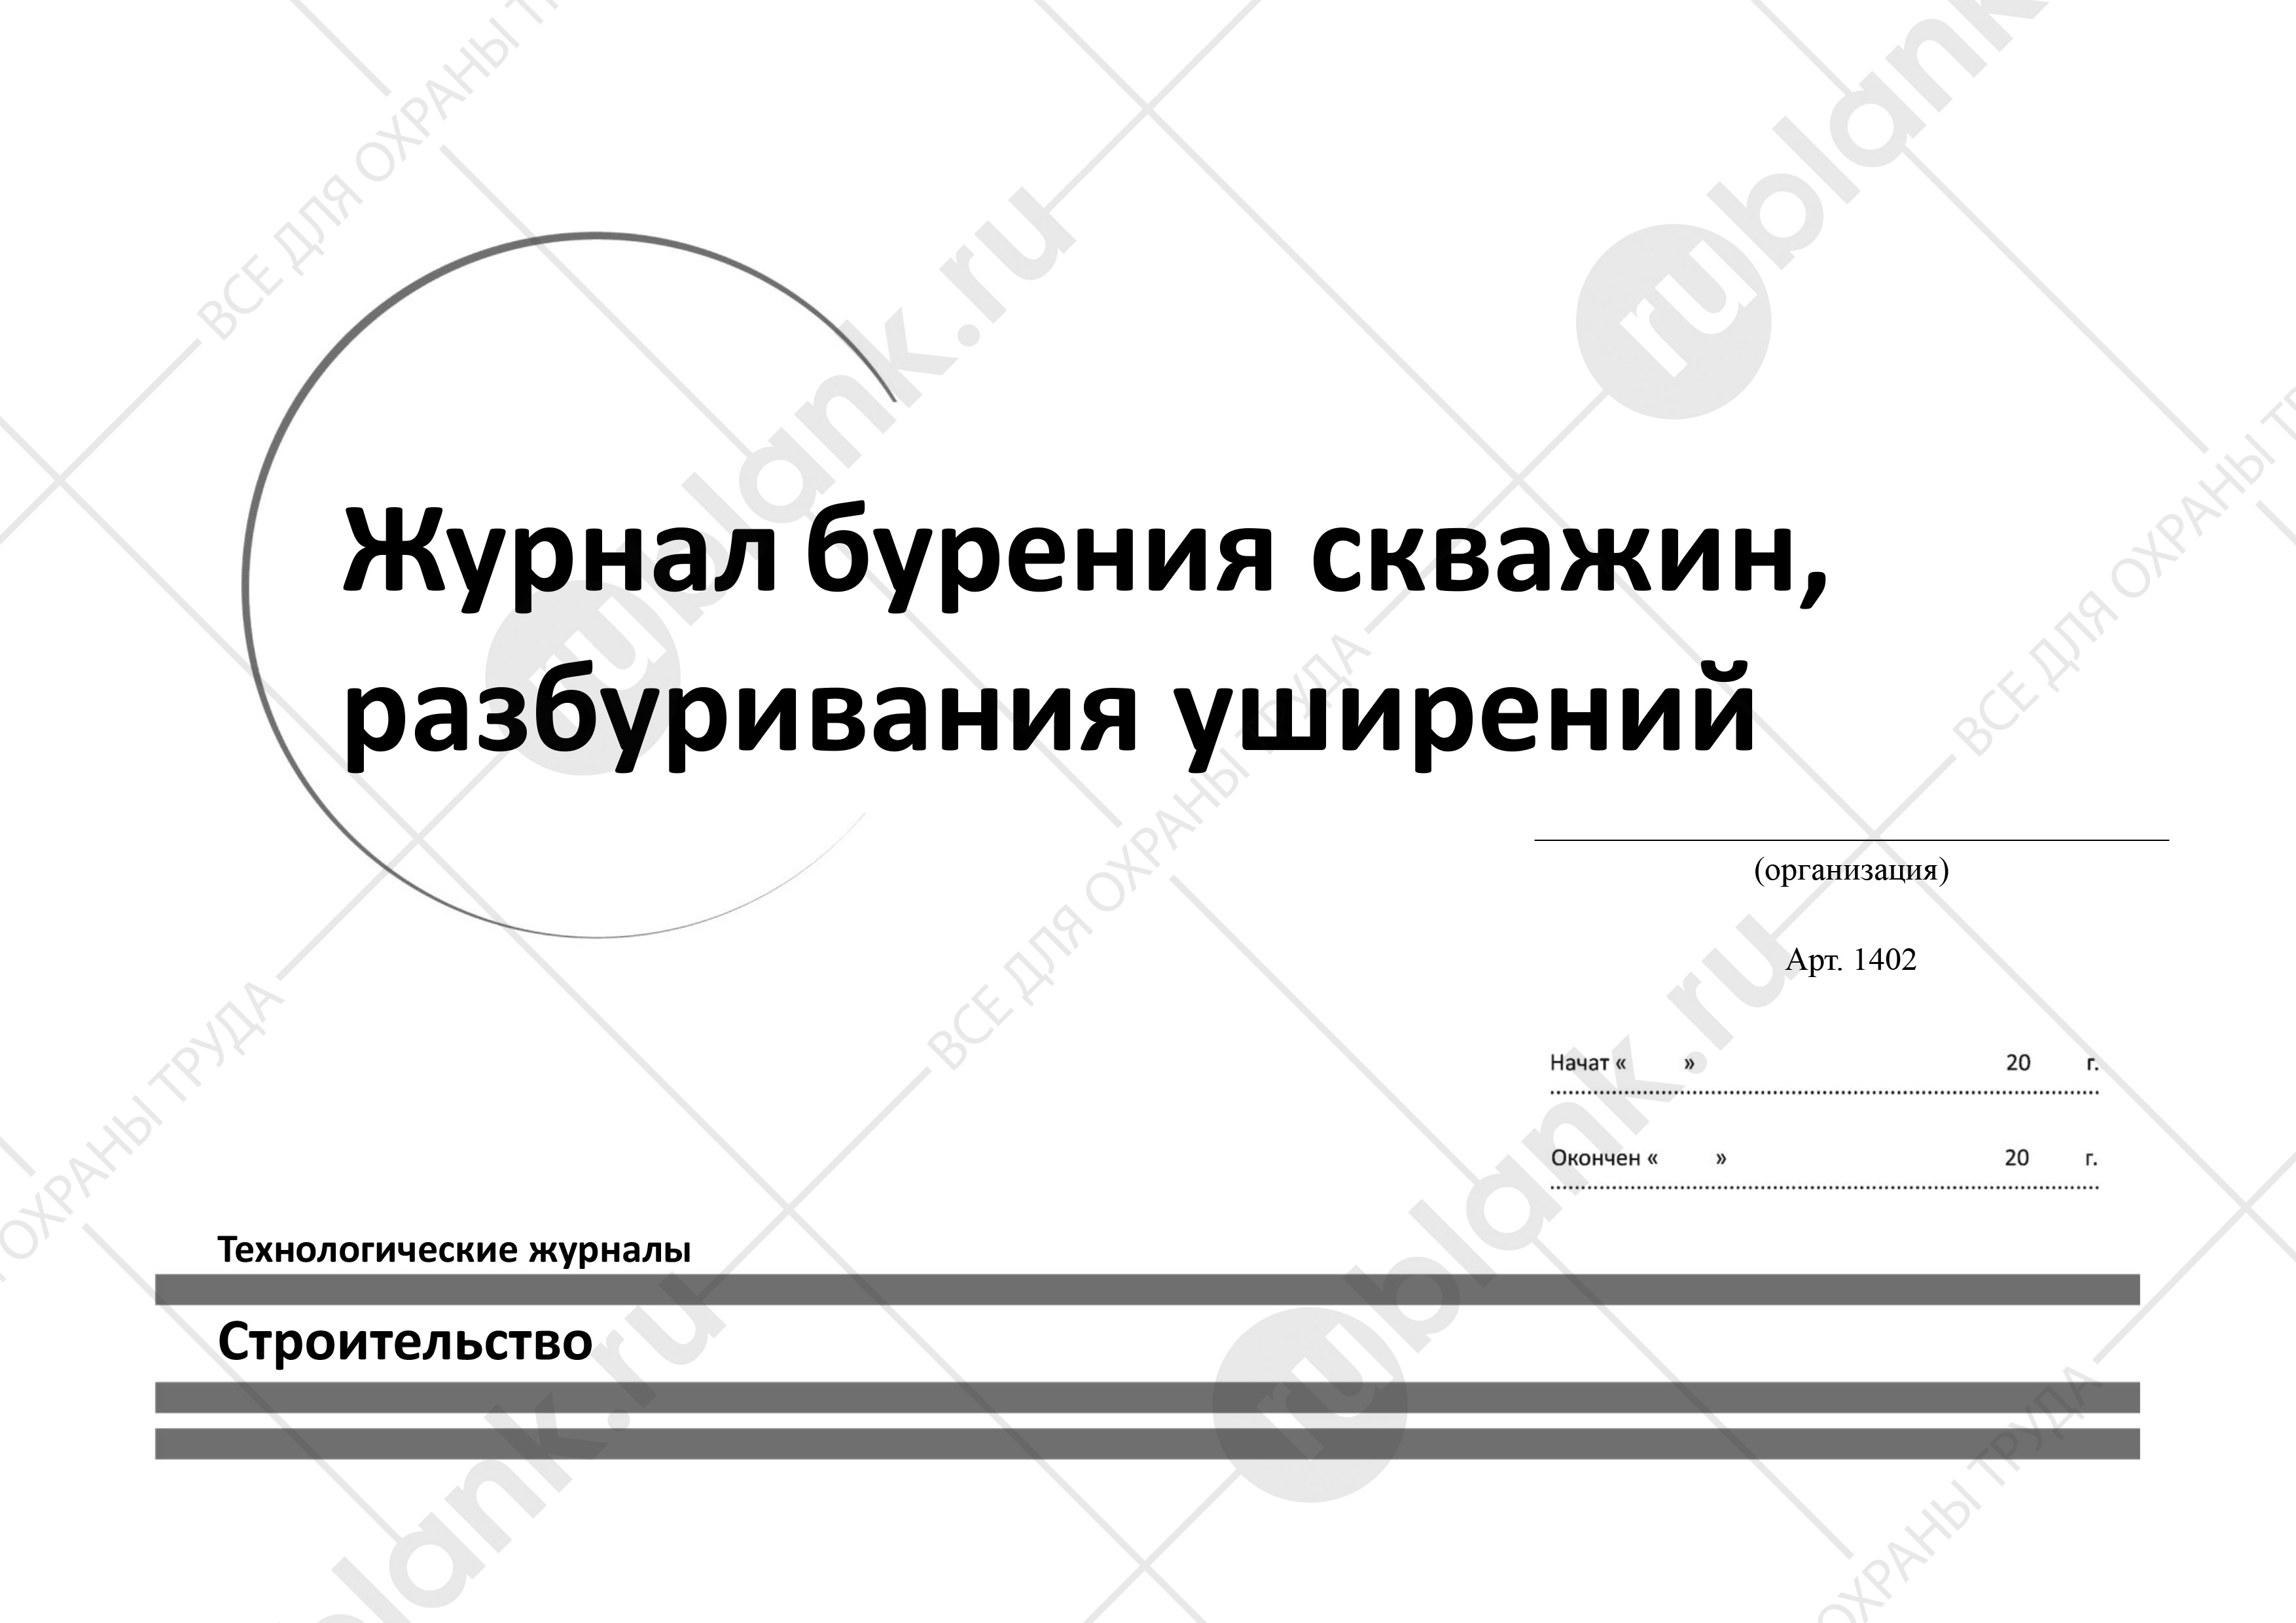 Журнал бурения скважин,
разбуривания уширений
(организация)
Арт. 1402
Начат «          »                    20        г.
Окончен «          »                    20        г.
Технологические журналы
Строительство
ВСЕ ДЛЯ ОХРАНЫ ТРУДА
rublank.ru